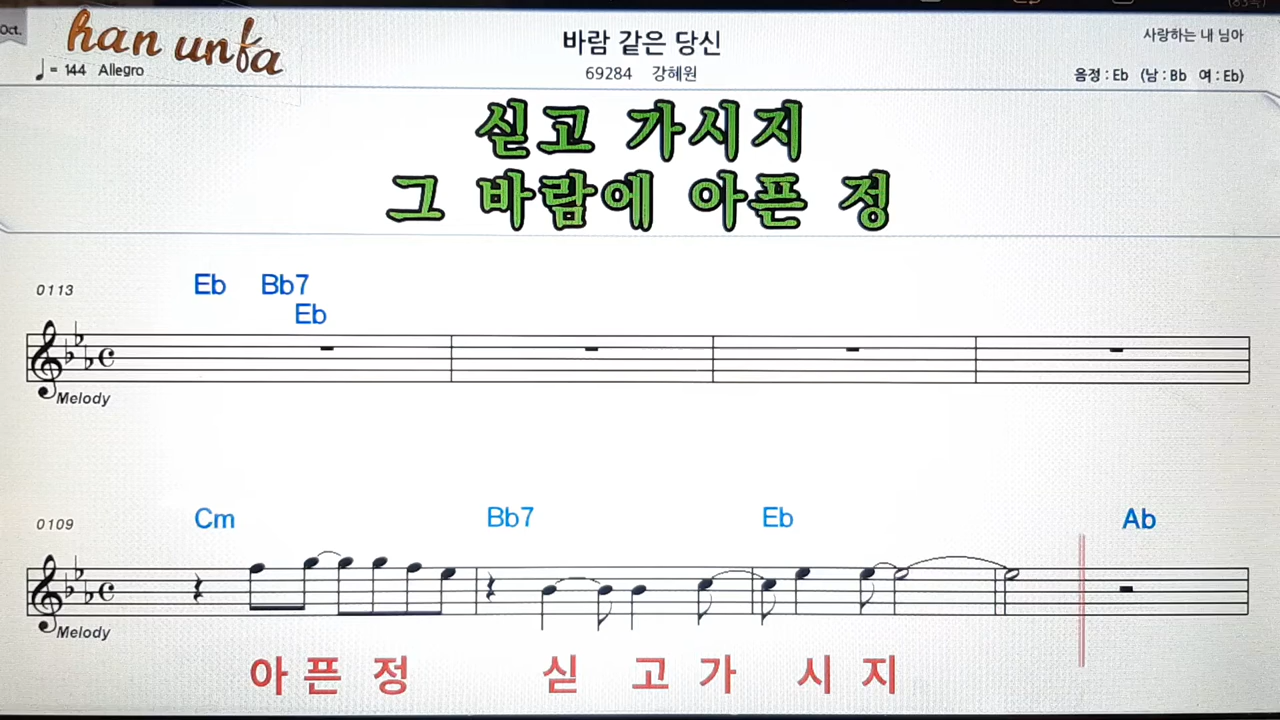 Oct.
han unfa
♩= 144 Allegro
바람 같은 당신
69284 강혜원
사랑하는 내 님아
음정 : Eb (남 : Bb 여 : Eb)
싣고 가시지
그 바람에 아픈 정
0113
Eb Bb7
Eb
Melody
0109
Cm Bb7 Eb Ab
Melody
아 픈 정 싣 고 가 시 지